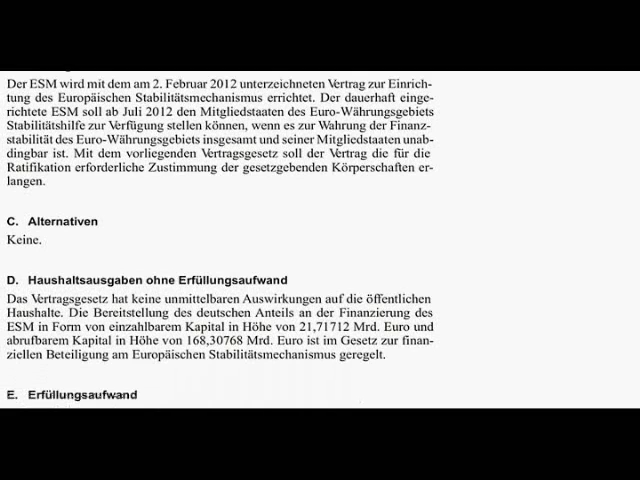 Der ESM wird mit dem am 2. Februar 2012 unterzeichneten Vertrag zur Einrich-
tung des Europäischen Stabilitätsmechanismus errichtet. Der dauerhaft einge-
richtete ESM soll ab Juli 2012 den Mitgliedstaaten des Euro-Währungsgebiets
Stabilitätshilfe zur Verfügung stellen können, wenn es zur Wahrung der Finanz-
stabilität des Euro-Währungsgebiets insgesamt und seiner Mitgliedstaaten unab-
dingbar ist. Mit dem vorliegenden Vertragsgesetz soll der Vertrag die für die
Ratifikation erforderliche Zustimmung der gesetzgebenden Körperschaften er-
langen.
C. Alternativen
Keine.
D. Haushaltsausgaben ohne Erfüllungsaufwand
Das Vertragsgesetz hat keine unmittelbaren Auswirkungen auf die öffentlichen
Haushalte. Die Bereitstellung des deutschen Anteils an der Finanzierung des
ESM in Form von einzahlbarem Kapital in Höhe von 21,71712 Mrd. Euro und
abrufbarem Kapital in Höhe von 168,30768 Mrd. Euro ist im Gesetz zur finan-
ziellen Beteiligung am Europäischen Stabilitätsmechanismus geregelt.
E. Erfüllungsaufwand